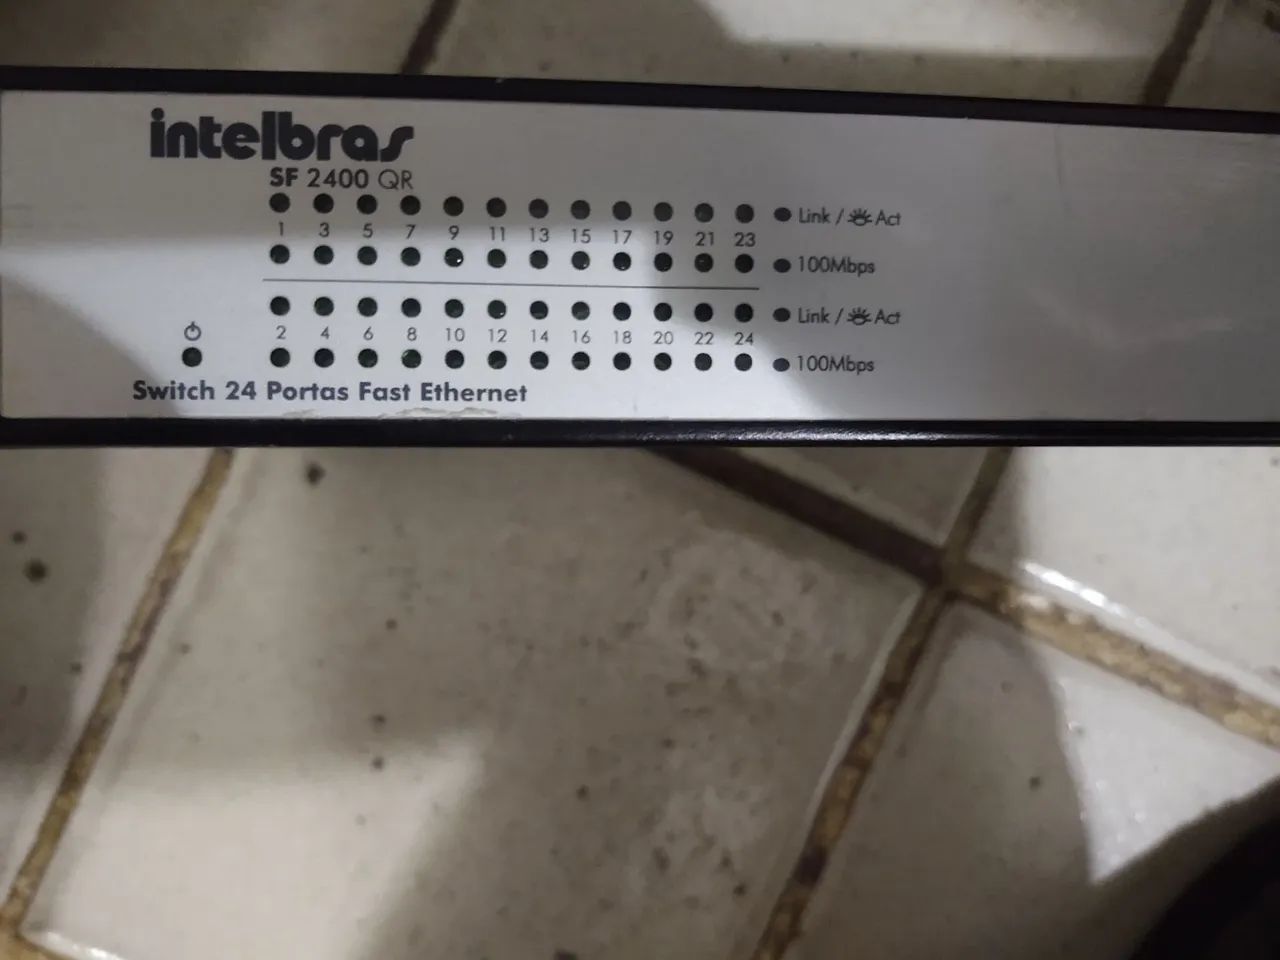 intelbras
SF 2400 QR
Link / Act
1 3 5 7 9 11 13 15 17 19 21 23
100Mbps
Link / Act
2 4 6 8 10 12 14 16 18 20 22 24
100Mbps
Switch 24 Portas Fast Ethernet